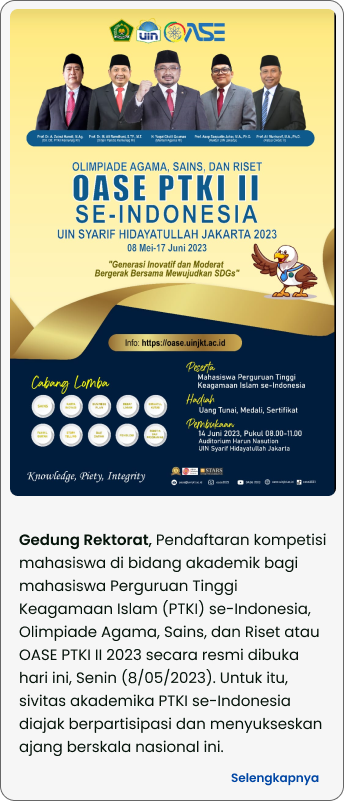 uin
OASE
OLIMPIADE AGAMA, SAINS, DAN RISET
OASE PTKI II
SE-INDONESIA
UIN SYARIF HIDAYATULLAH JAKARTA 2023
08 Mei-17 Juni 2023
"Generasi Inovatif dan Moderat
Bergerak Bersama Mewujudkan SDGs"
Info: https://oase.uinjkt.ac.id
Cabang Lomba
Peserta
Mahasiswa Perguruan Tinggi
Keagamaan Islam se-Indonesia
Hadiah
Uang Tunai, Medali, Sertifikat
Pembukaan
14 Juni 2023, Pukul 08.00-11.00
Auditorium Harun Nasution
UIN Syarif Hidayatullah Jakarta
Knowledge, Piety, Integrity
Gedung Rektorat, Pendaftaran kompetisi
mahasiswa di bidang akademik bagi
mahasiswa Perguruan Tinggi
Keagamaan Islam (PTKI) se-Indonesia,
Olimpiade Agama, Sains, dan Riset atau
OASE PTKI II 2023 secara resmi dibuka
hari ini, Senin (8/05/2023). Untuk itu,
sivitas akademika PTKI se-Indonesia
diajak berpartisipasi dan menyukseskan
ajang berskala nasional ini.
Selengkapnya